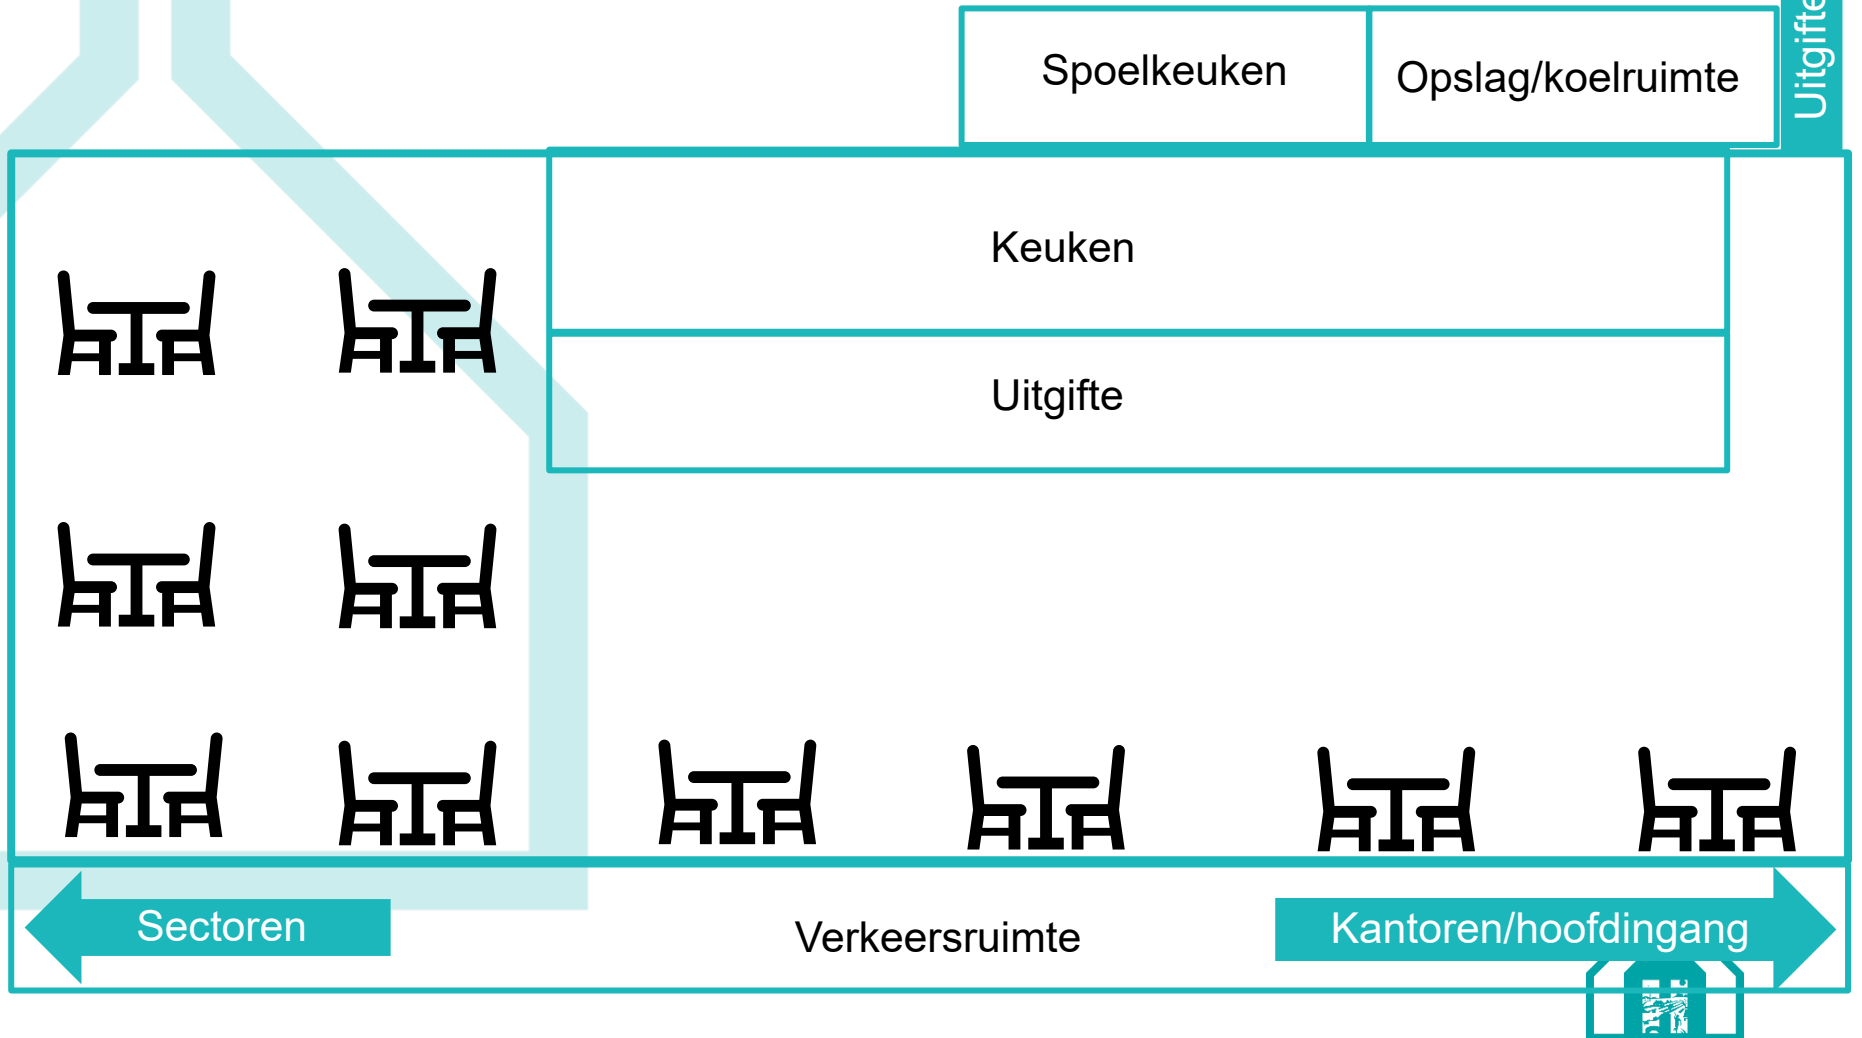 Spoelkeuken
Opslag/koelruimte
Uitgifte
Keuken
Uitgifte
Sectoren
Verkeersruimte
Kantoren/hoofdingang